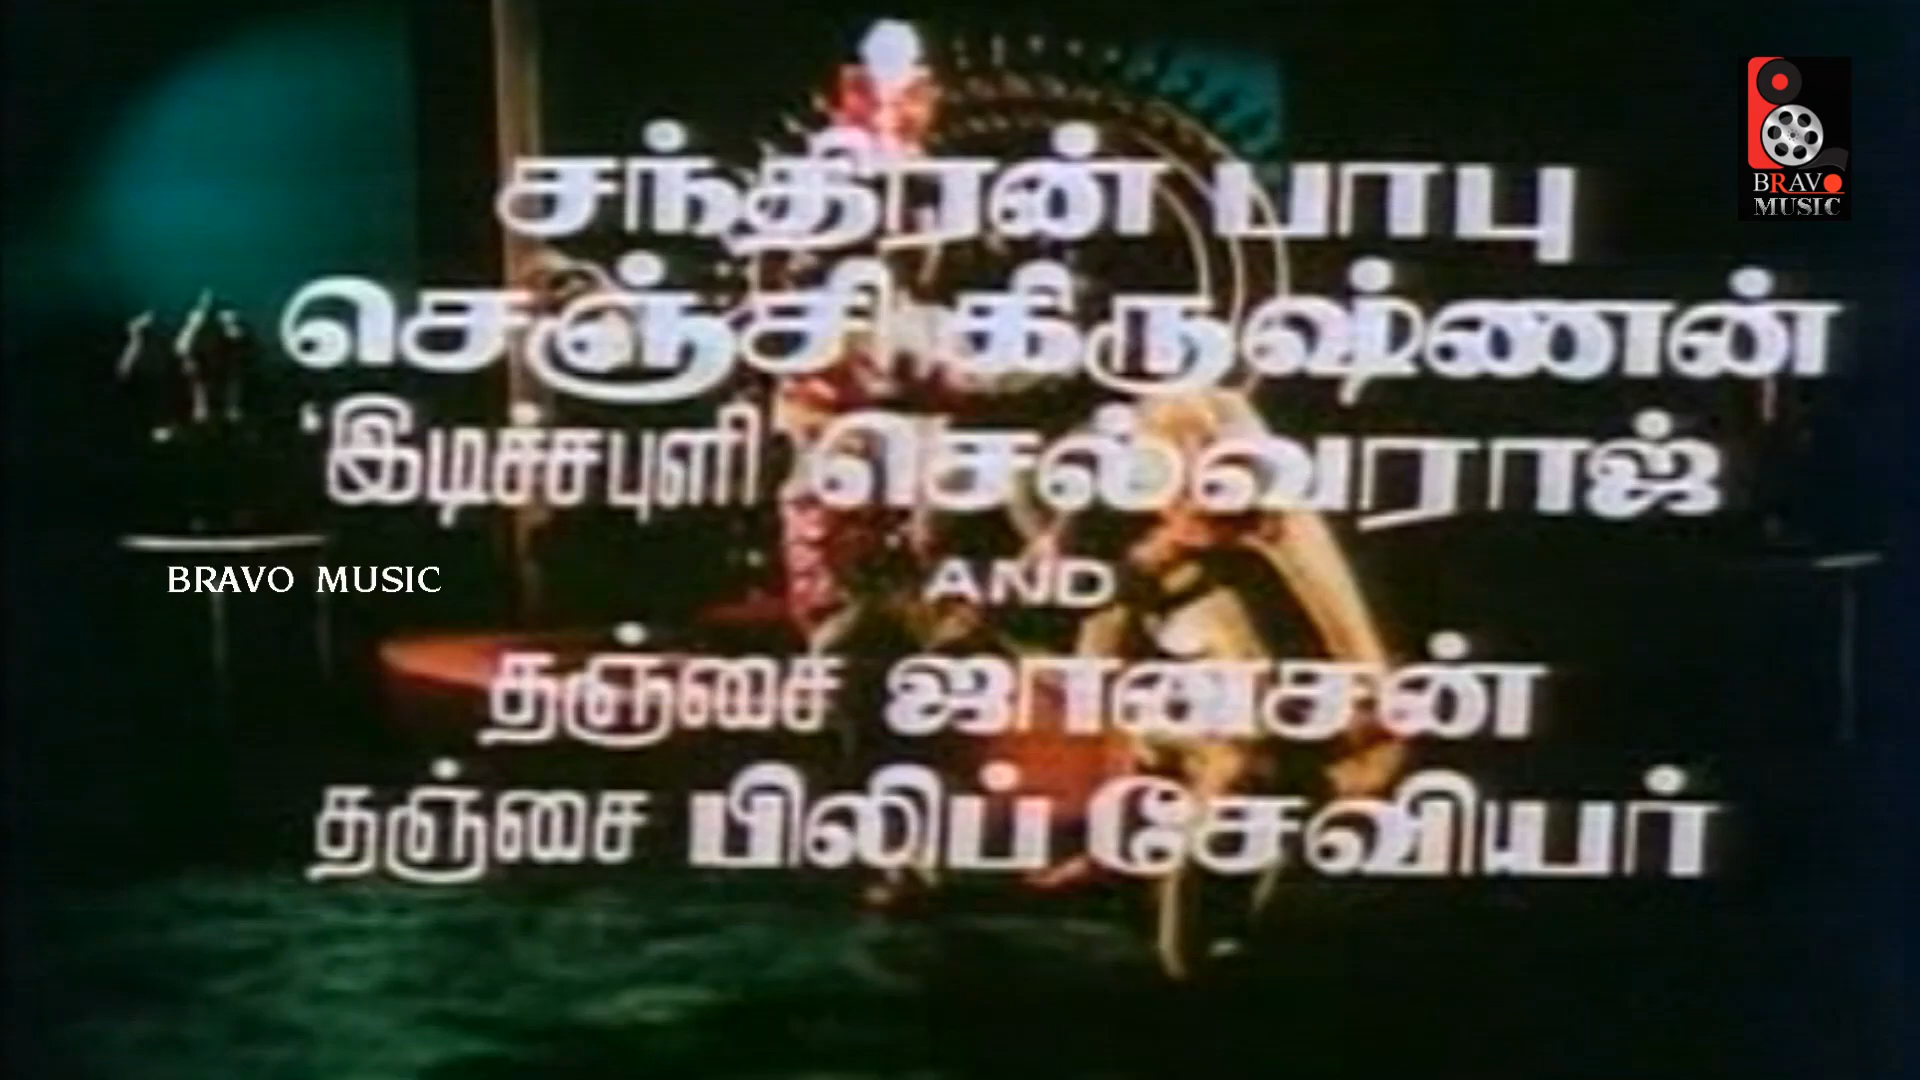 சந்திரன் பாபு
செஞ்சி கிருஷ்ணன்
'இடிச்சபுளி' செல்வராஜ்
AND
தஞ்சை ஜான்சன்
தஞ்சை பிலிப் சேவியர்
BRAVO MUSIC
BRAVO
MUSIC